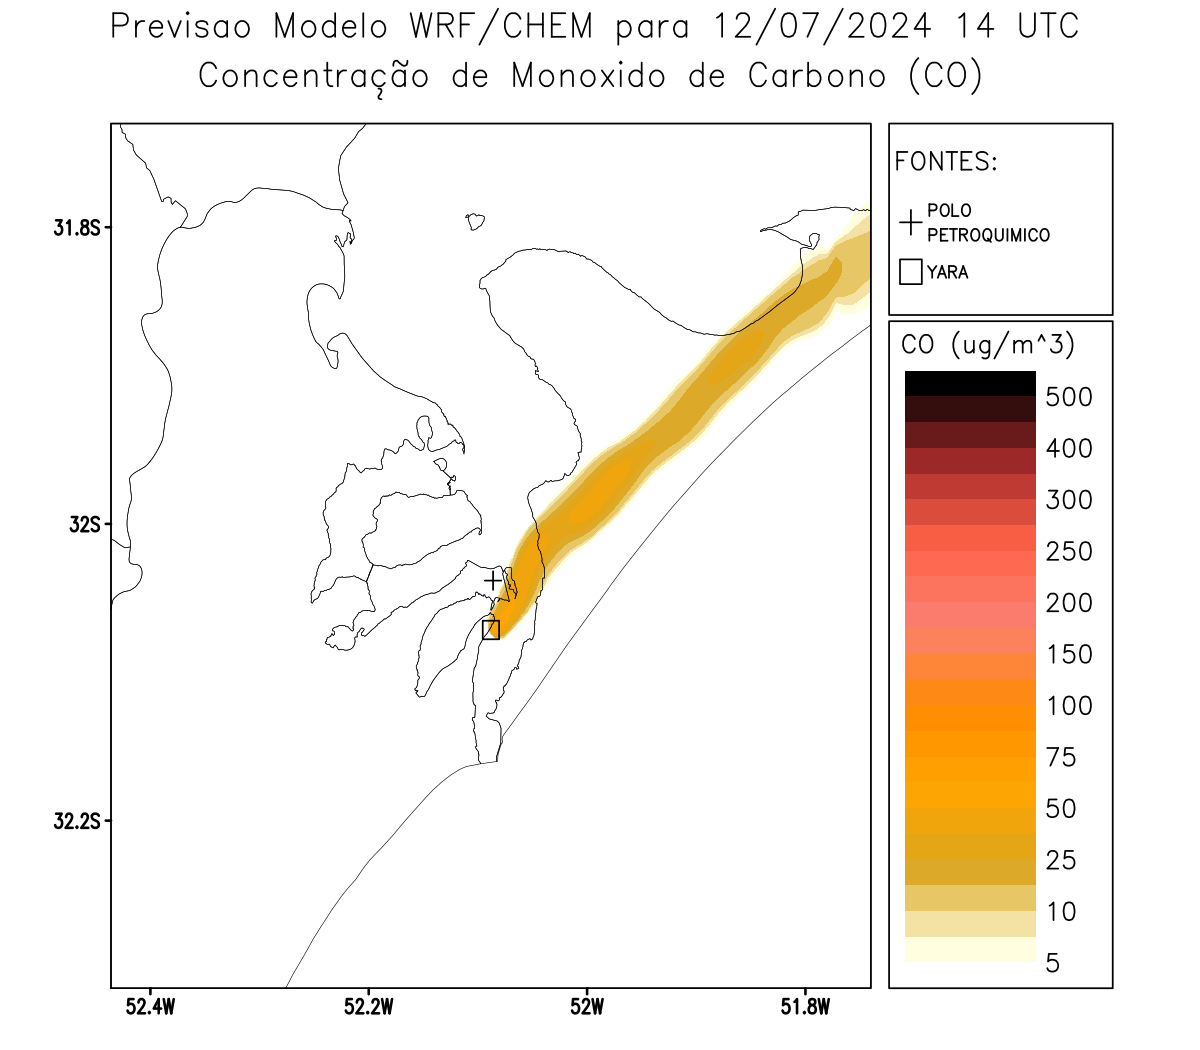 Previsao Modelo WRF/CHEM para 12/07/2024 14 UTC
Concentração de Monoxido de Carbono (CO)
FONTES:
POLO
PETROQUIMICO
YARA
CO (ug/m^3)
500
400
300
250
200
150
100
75
50
25
10
5
31.8S
32S
32.2S
52.4W
52.2W
52W
51.8W